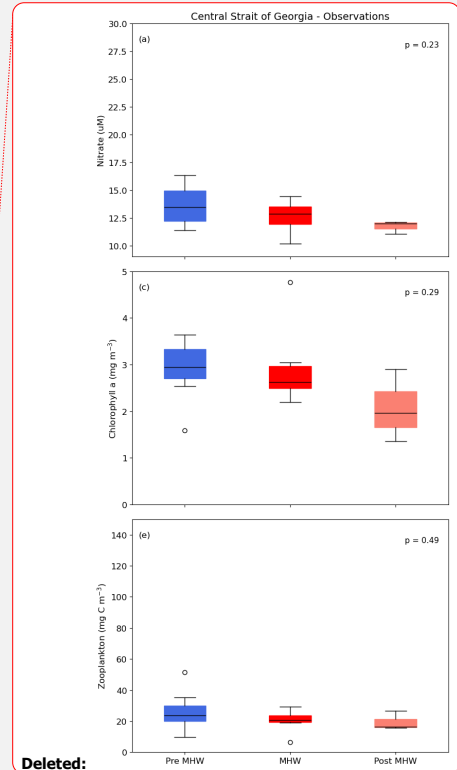 Central Strait of Georgia - Observations
30.0
(a)
p = 0.23
27.5
25.0
22.5
20.0
17.5
15.0
12.5
10.0
Nitrate (uM)
5
(c)
p = 0.29
4
3
2
1
0
Chlorophyll a (mg m⁻³)
140
(e)
p = 0.49
120
100
80
60
40
20
0
Zooplankton (mg C m⁻³)
Pre MHW MHW Post MHW
Deleted: